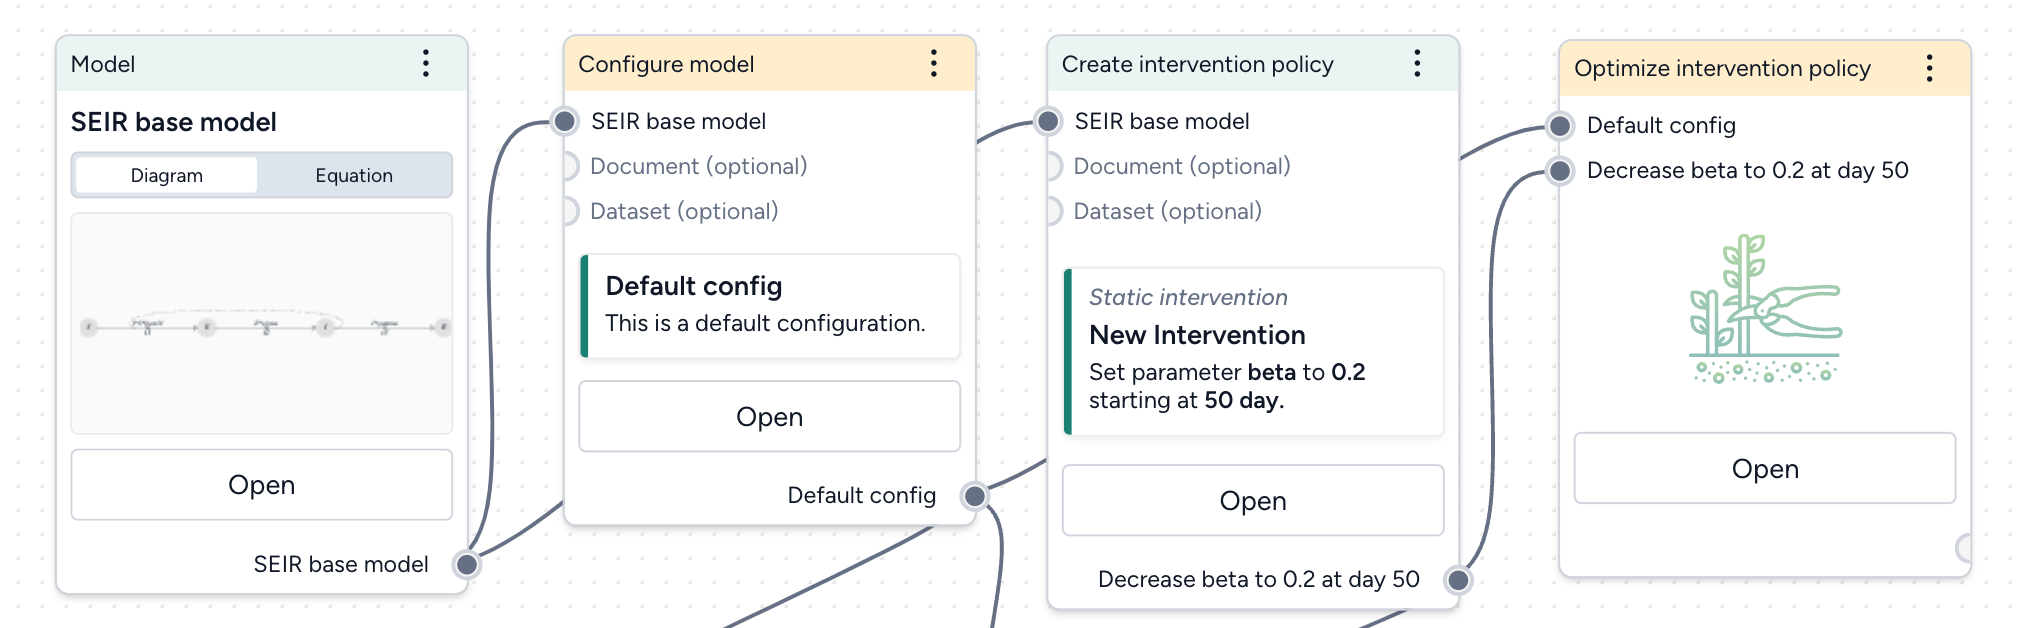 Model
SEIR base model
Diagram
Equation
Open
SEIR base model
Configure model
SEIR base model
Document (optional)
Dataset (optional)
Default config
This is a default configuration.
Open
Default config
Create intervention policy
SEIR base model
Document (optional)
Dataset (optional)
Static intervention
New Intervention
Set parameter beta to 0.2
starting at 50 day.
Open
Decrease beta to 0.2 at day 50
Optimize intervention policy
Default config
Decrease beta to 0.2 at day 50
Open